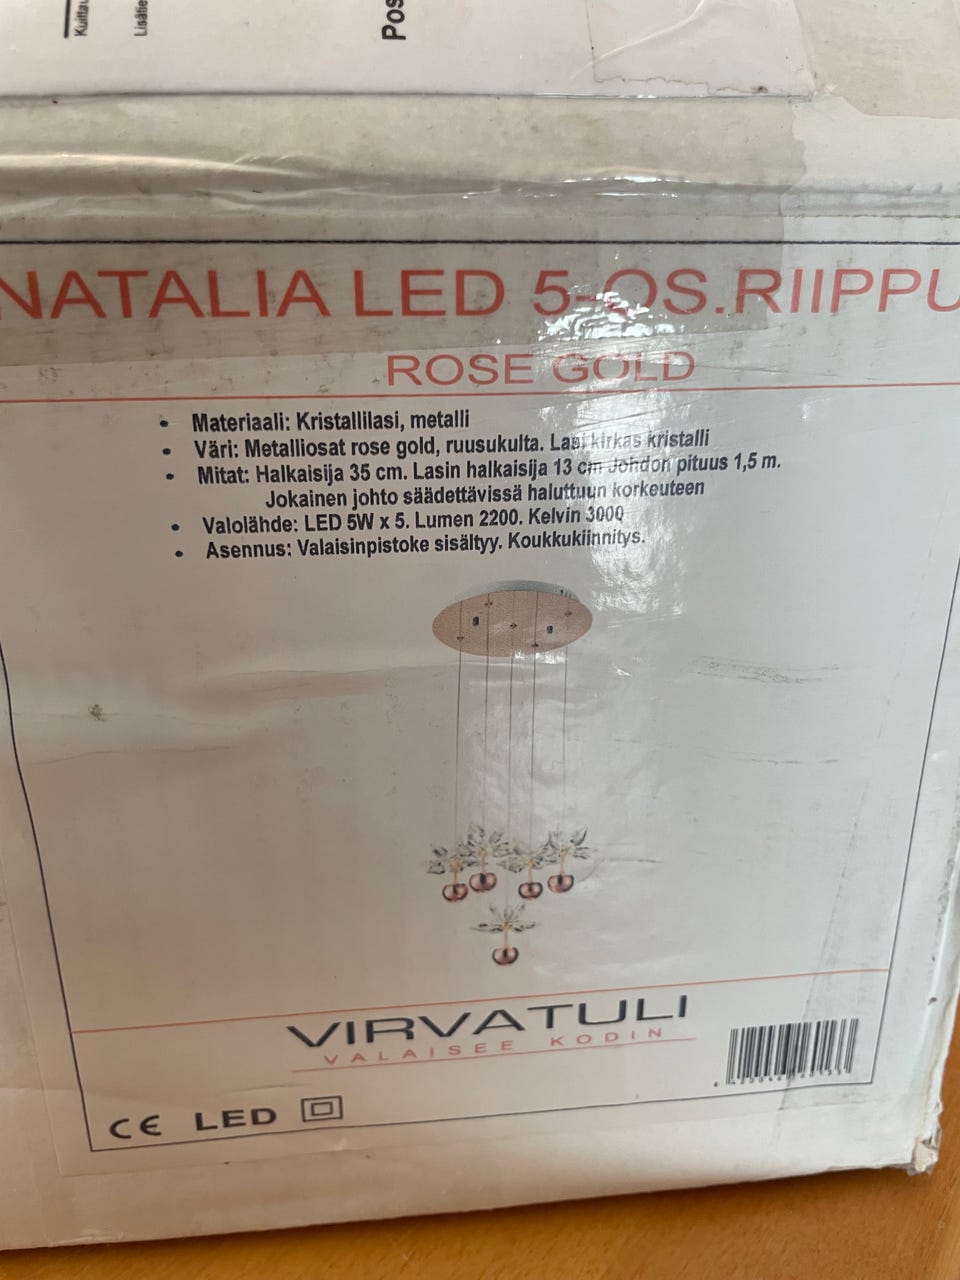 Pos
NATALIA LED 5-OS.RIIPPU
ROSE GOLD
• Materiaali: Kristallilasi, metalli
• Väri: Metalliosat rose gold, ruusukulta. Lasi kirkas kristalli
• Mitat: Halkaisija 35 cm. Lasin halkaisija 13 cm Johdon pituus 1,5 m.
Jokainen johto säädettävissä haluttuun korkeuteen
• Valolähde: LED 5W x 5. Lumen 2200. Kelvin 3000
• Asennus: Valaisinpistoke sisältyy. Koukkukiinnitys.
VIRVATULI
VALAISEE KODIN
CE LED